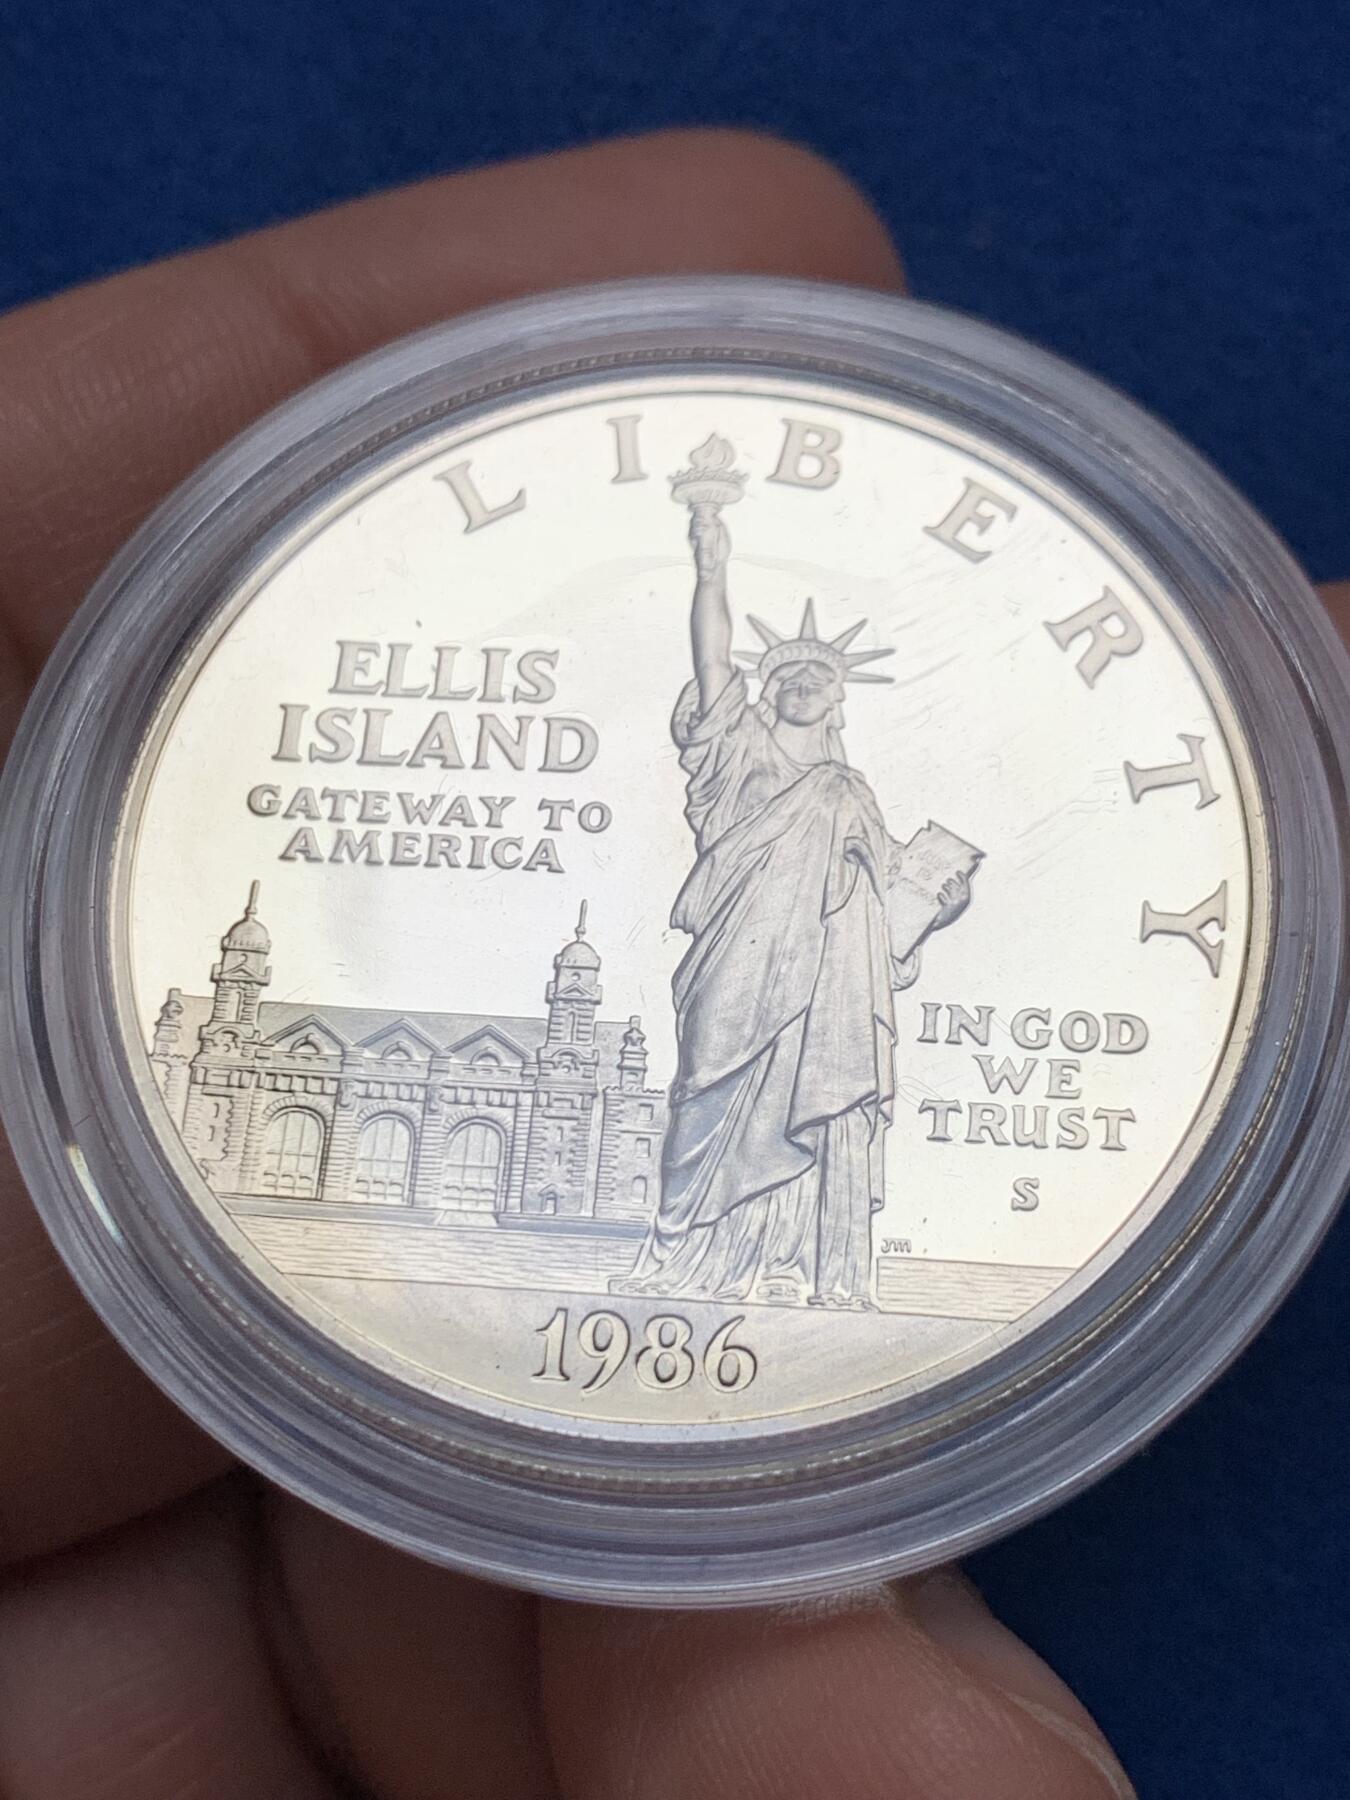 LIBERTY
ELLIS
ISLAND
GATEWAY TO
AMERICA
IN GOD
WE
TRUST
S
JM
1986